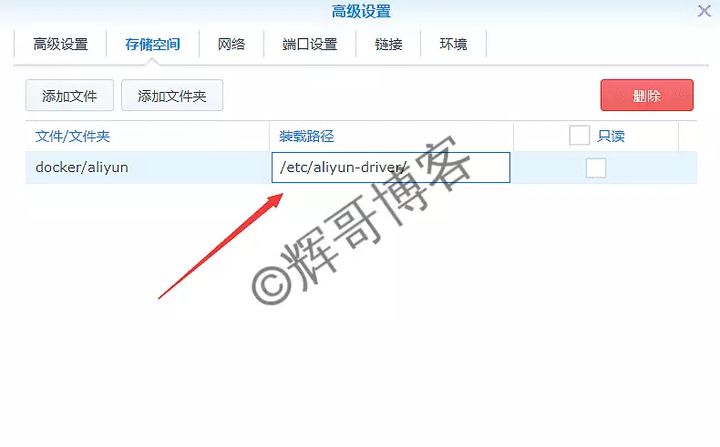 高级设置
高级设置 存储空间 网络 端口设置 链接 环境
添加文件 添加文件夹 删除
文件/文件夹 装载路径 只读
docker/aliyun /etc/aliyun-driver/
©辉哥博客